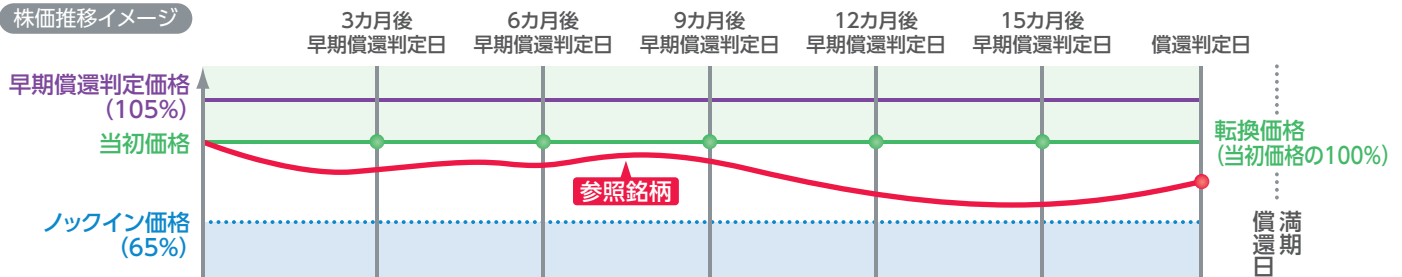 株価推移イメージ
3カ月後
早期償還判定日
6カ月後
早期償還判定日
9カ月後
早期償還判定日
12カ月後
早期償還判定日
15カ月後
早期償還判定日
償還判定日
早期償還判定価格
(105%)
当初価格
転換価格
(当初価格の100%)
参照銘柄
ノックイン価格
(65%)
満期
償還日